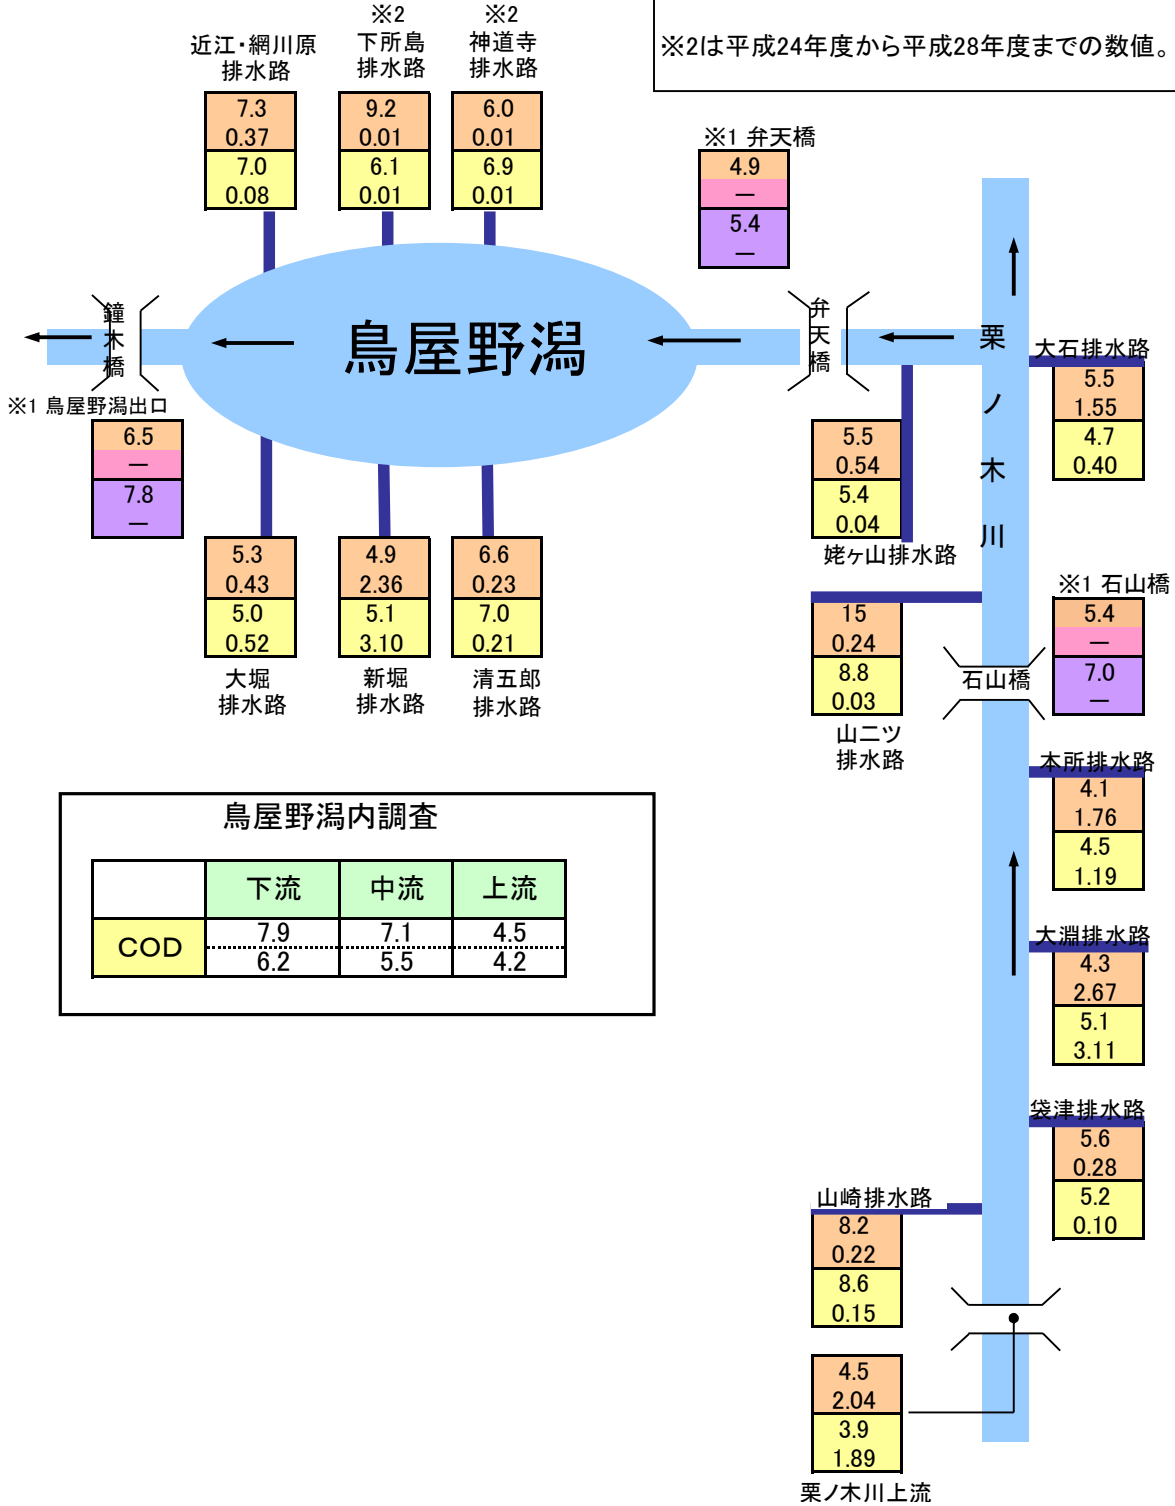 ※2は平成24年度から平成28年度までの数値。
近江・網川原
排水路
7.3
0.37
7.0
0.08
※2
下所島
排水路
9.2
0.01
6.1
0.01
※2
神道寺
排水路
6.0
0.01
6.9
0.01
※1 弁天橋
4.9
—
5.4
—
鐘木橋
鳥屋野潟
弁天橋
栗ノ木川
※1 鳥屋野潟出口
6.5
—
7.8
—
大石排水路
5.5
1.55
4.7
0.40
5.5
0.54
5.4
0.04
姥ヶ山排水路
5.3
0.43
5.0
0.52
大堀
排水路
4.9
2.36
5.1
3.10
新堀
排水路
6.6
0.23
7.0
0.21
清五郎
排水路
15
0.24
8.8
0.03
山二ツ
排水路
石山橋
※1 石山橋
5.4
—
7.0
—
本所排水路
4.1
1.76
4.5
1.19
鳥屋野潟内調査
下流 中流 上流
COD
7.9 7.1 4.5
6.2 5.5 4.2
大淵排水路
4.3
2.67
5.1
3.11
袋津排水路
5.6
0.28
5.2
0.10
山崎排水路
8.2
0.22
8.6
0.15
4.5
2.04
3.9
1.89
栗ノ木川上流